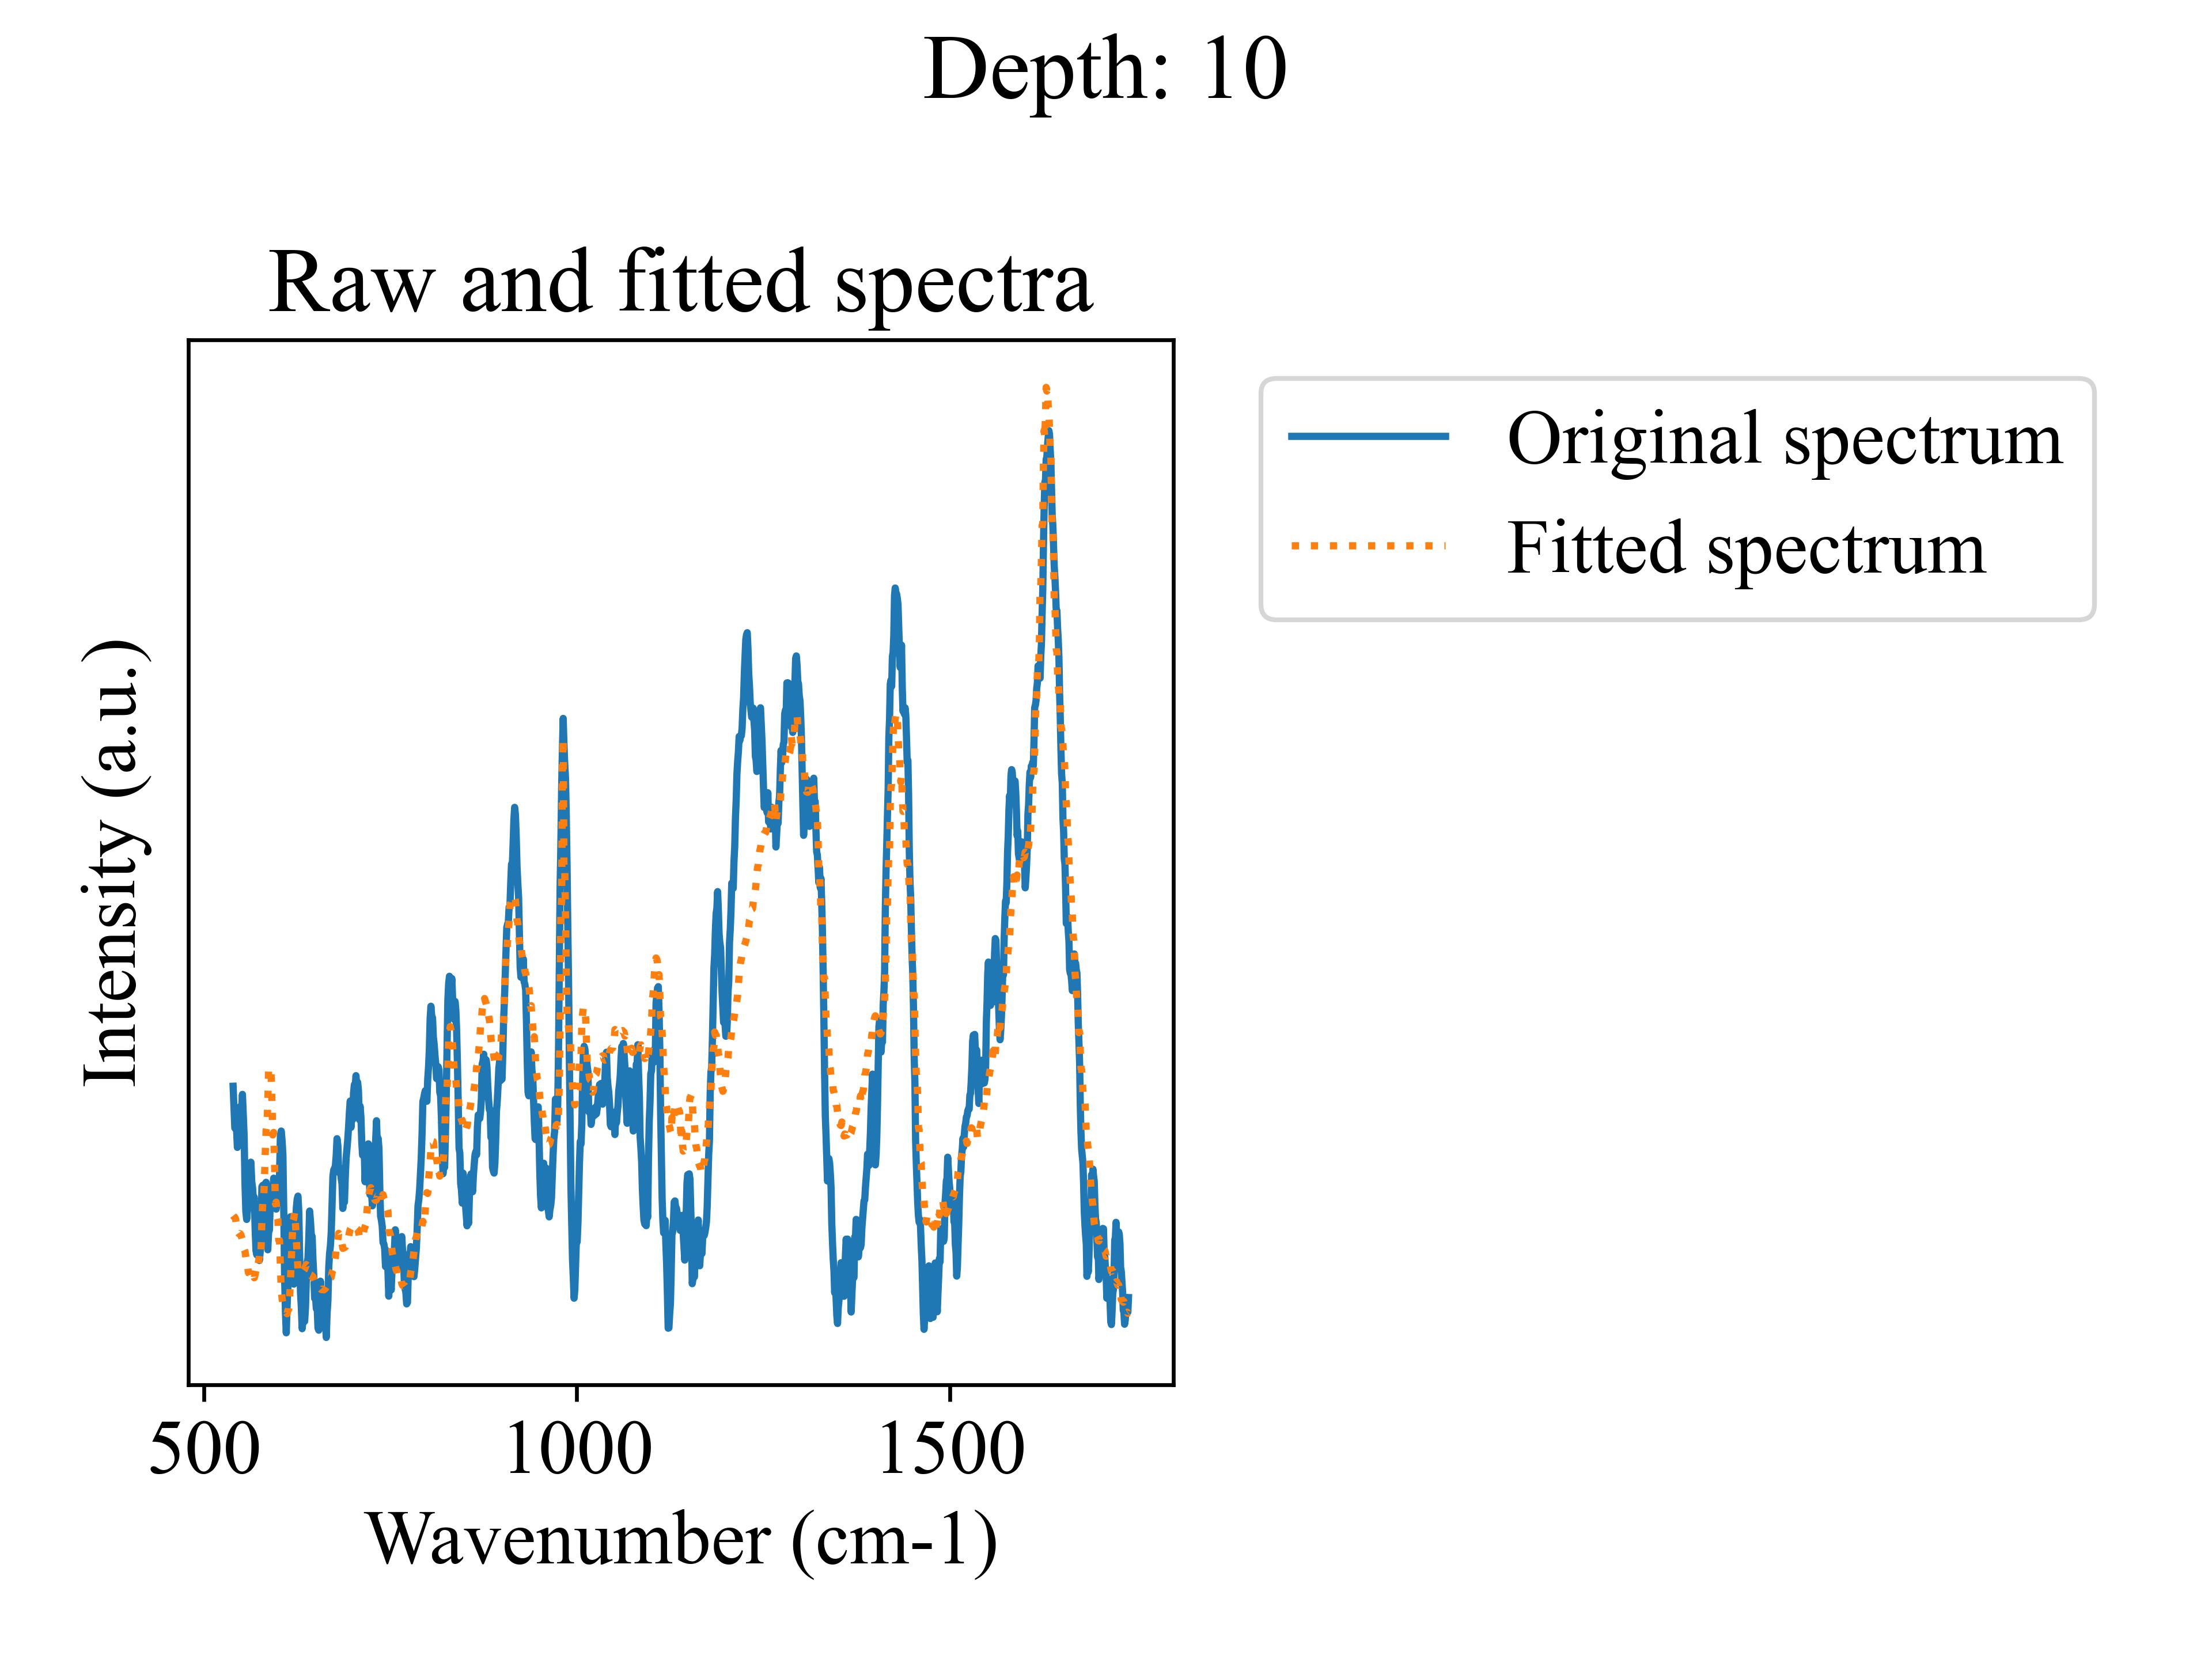 Depth: 10
Raw and fitted spectra
Original spectrum
Fitted spectrum
Intensity (a.u.)
500 1000 1500
Wavenumber (cm-1)